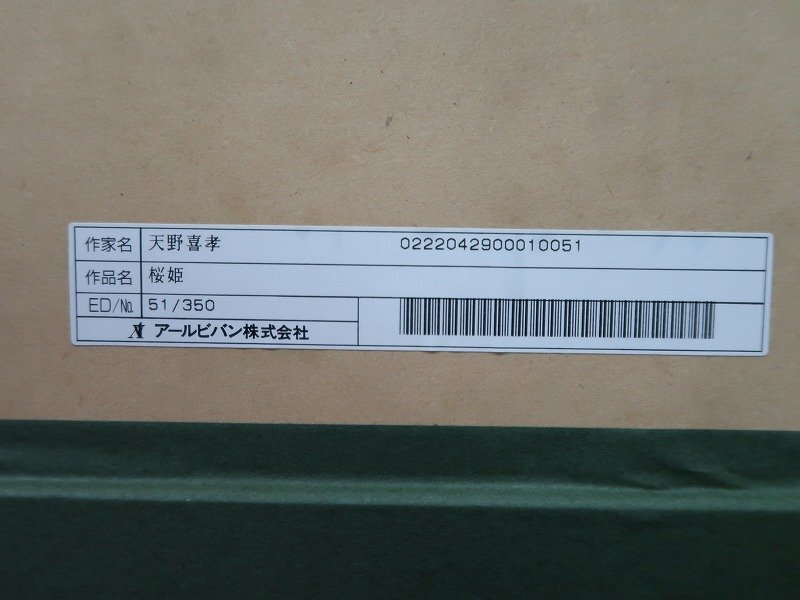 作家名 天野喜孝 0222042900010051
作品名 桜姫
ED/№ 51/350
アールビバン株式会社